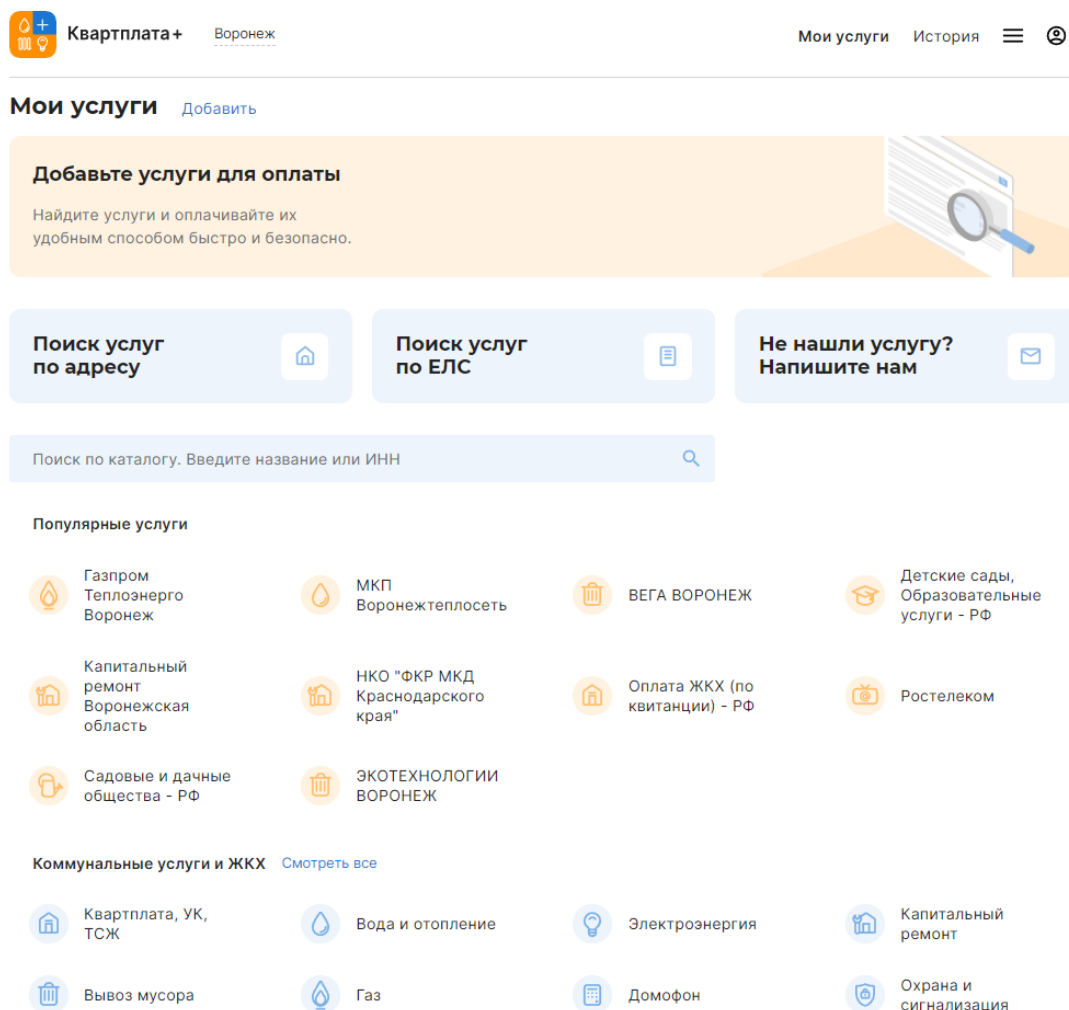 Квартплата+ Воронеж Мои услуги История
Мои услуги Добавить
Добавьте услуги для оплаты
Найдите услуги и оплачивайте их
удобным способом быстро и безопасно.
Поиск услуг
по адресу
Поиск услуг
по ЕЛС
Не нашли услугу?
Напишите нам
Поиск по каталогу. Введите название или ИНН
Популярные услуги
Газпром
Теплоэнерго
Воронеж
МКП
Воронежтеплосеть
ВЕГА ВОРОНЕЖ
Детские сады,
Образовательные
услуги - РФ
Капитальный
ремонт
Воронежская
область
НКО "ФКР МКД
Краснодарского
края"
Оплата ЖКХ (по
квитанции) - РФ
Ростелеком
Садовые и дачные
общества - РФ
ЭКОТЕХНОЛОГИИ
ВОРОНЕЖ
Коммунальные услуги и ЖКХ Смотреть все
Квартплата, УК,
ТСЖ
Вода и отопление
Электроэнергия
Капитальный
ремонт
Вывоз мусора
Газ
Домофон
Охрана и
сигнализация